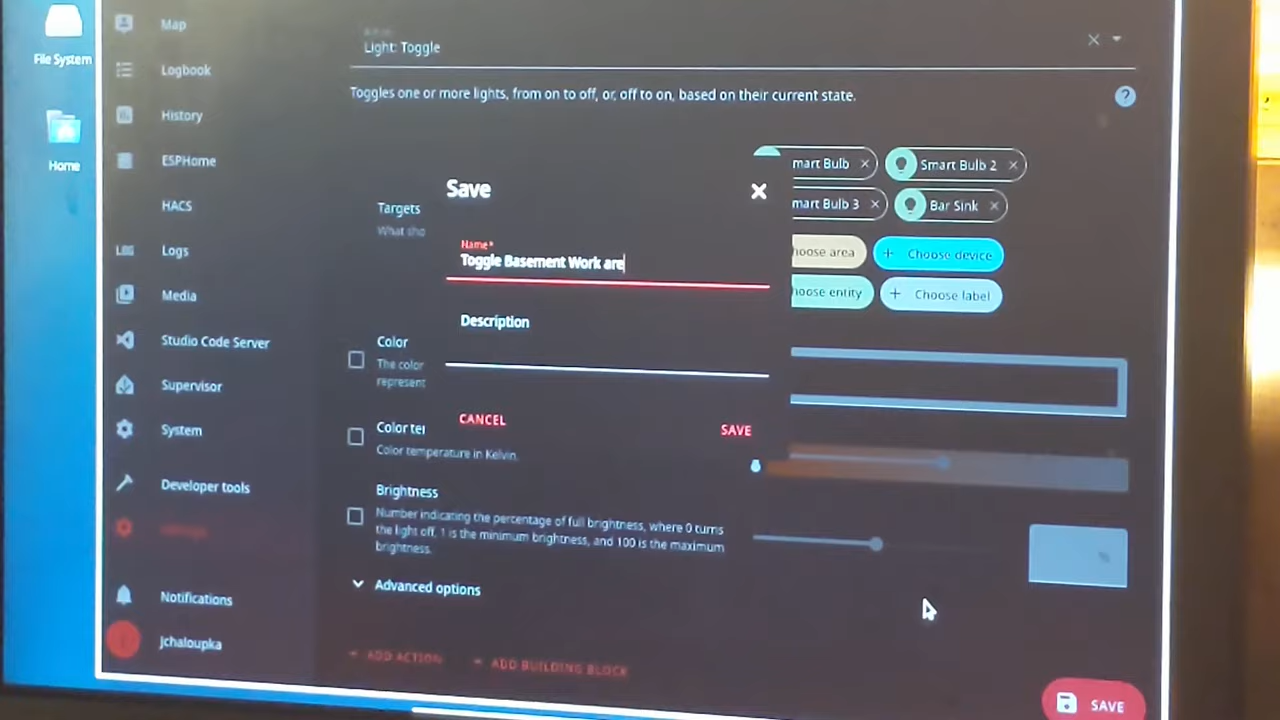 File System
Home
Map
Logbook
History
ESPHome
HACS
LOG
Logs
Media
Studio Code Server
Supervisor
System
Developer tools
Notifications
Jchaloupka
Light: Toggle
Toggles one or more lights, from on to off, or, off to on, based on their current state.
?
mart Bulb
Smart Bulb 2
mart Bulb 3
Bar Sink
hoose area
+ Choose device
hoose entity
+ Choose label
Targets
What sho
Save
Name*
Toggle Basement Work are
Description
CANCEL
SAVE
Color
The color
represent
Color te
Color temperature in Kelvin.
Brightness
Number indicating the percentage of full brightness, where 0 turns
the light off, 1 is the minimum brightness, and 100 is the maximum
brightness.
Advanced options
+ ADD ACTION
+ ADD BUILDING BLOCK
SAVE